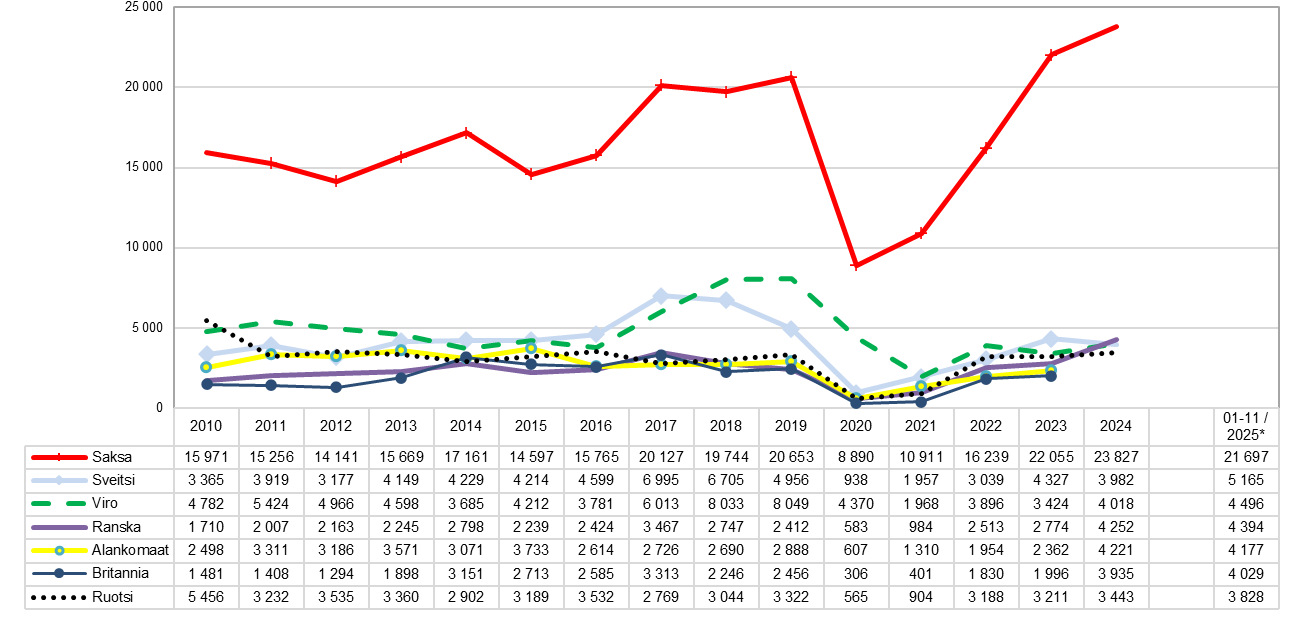 25 000
20 000
15 000
10 000
5 000
0
2010 2011 2012 2013 2014 2015 2016 2017 2018 2019 2020 2021 2022 2023 2024 01-11 /
2025*
Saksa 15 971 15 256 14 141 15 669 17 161 14 597 15 765 20 127 19 744 20 653 8 890 10 911 16 239 22 055 23 827 21 697
Sveitsi 3 365 3 919 3 177 4 149 4 229 4 214 4 599 6 995 6 705 4 956 938 1 957 3 039 4 327 3 982 5 165
Viro 4 782 5 424 4 966 4 598 3 685 4 212 3 781 6 013 8 033 8 049 4 370 1 968 3 896 3 424 4 018 4 496
Ranska 1 710 2 007 2 163 2 245 2 798 2 239 2 424 3 467 2 747 2 412 583 984 2 513 2 774 4 252 4 394
Alankomaat 2 498 3 311 3 186 3 571 3 071 3 733 2 614 2 726 2 690 2 888 607 1 310 1 954 2 362 4 221 4 177
Britannia 1 481 1 408 1 294 1 898 3 151 2 713 2 585 3 313 2 246 2 456 306 401 1 830 1 996 3 935 4 029
Ruotsi 5 456 3 232 3 535 3 360 2 902 3 189 3 532 2 769 3 044 3 322 565 904 3 188 3 211 3 443 3 828